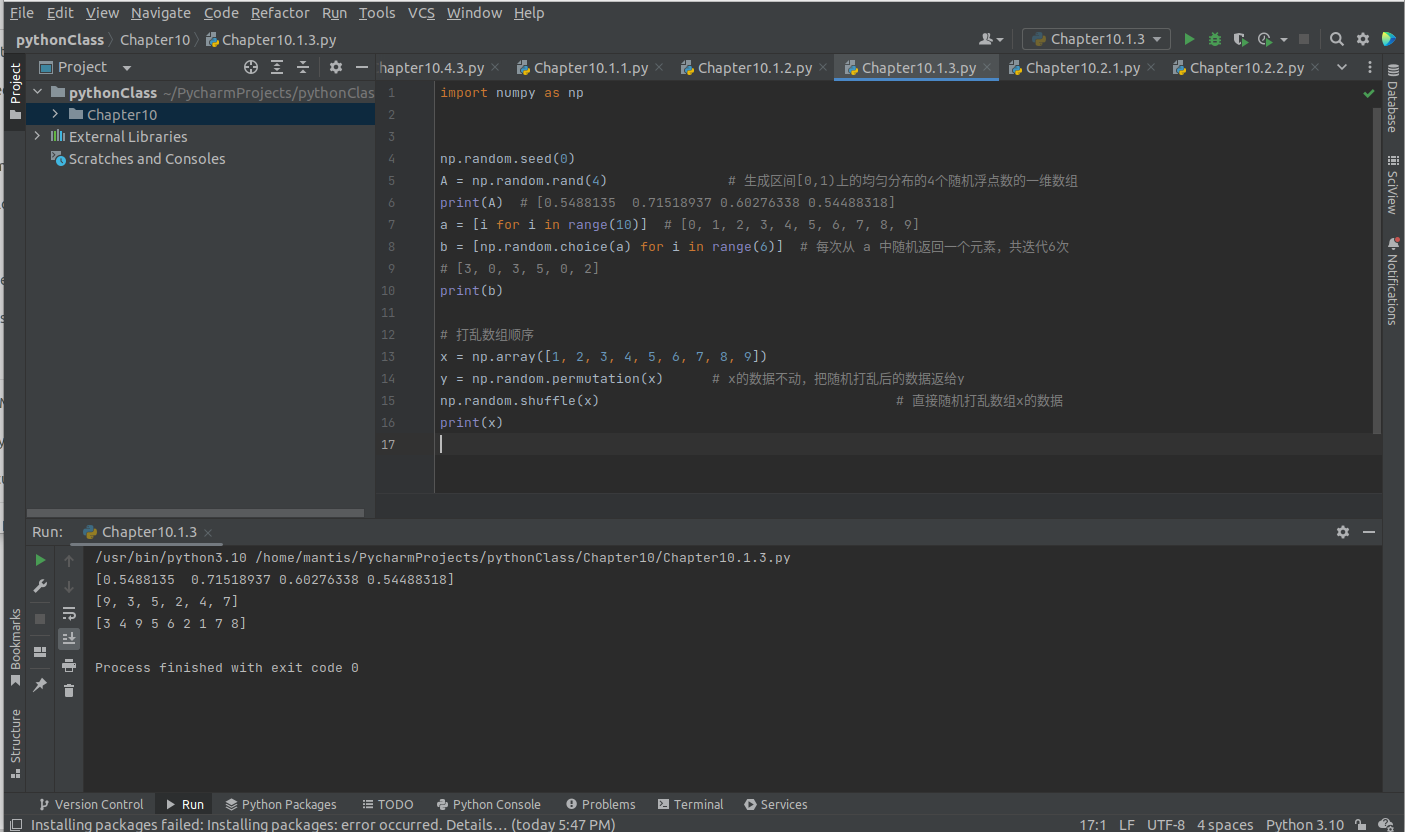 File Edit View Navigate Code Refactor Run Tools VCS Window Help
pythonClass Chapter10 Chapter10.1.3.py
Chapter10.1.3
Project
Project
hapter10.4.3.py Chapter10.1.1.py Chapter10.1.2.py Chapter10.1.3.py Chapter10.2.1.py Chapter10.2.2.py
pythonClass ~/PycharmProjects/pythonClas
Chapter10
External Libraries
Scratches and Consoles
1 import numpy as np
2
3
4 np.random.seed(0)
5 A = np.random.rand(4) # 生成区间[0,1)上的均匀分布的4个随机浮点数的一维数组
6 print(A) # [0.5488135  0.71518937 0.60276338 0.54488318]
7 a = [i for i in range(10)] # [0, 1, 2, 3, 4, 5, 6, 7, 8, 9]
8 b = [np.random.choice(a) for i in range(6)] # 每次从 a 中随机返回一个元素，共迭代6次
9 # [3, 0, 3, 5, 0, 2]
10 print(b)
11
12 # 打乱数组顺序
13 x = np.array([1, 2, 3, 4, 5, 6, 7, 8, 9])
14 y = np.random.permutation(x) # x的数据不动，把随机打乱后的数据返给y
15 np.random.shuffle(x) # 直接随机打乱数组x的数据
16 print(x)
17
Database
SciView
Notifications
Run: Chapter10.1.3
/usr/bin/python3.10 /home/mantis/PycharmProjects/pythonClass/Chapter10/Chapter10.1.3.py
[0.5488135  0.71518937 0.60276338 0.54488318]
[9, 3, 5, 2, 4, 7]
[3 4 9 5 6 2 1 7 8]
Process finished with exit code 0
Bookmarks
Structure
Version Control Run Python Packages TODO Python Console Problems Terminal Services
Installing packages failed: Installing packages: error occurred. Details... (today 5:47 PM) 17:1 LF UTF-8 4 spaces Python 3.10